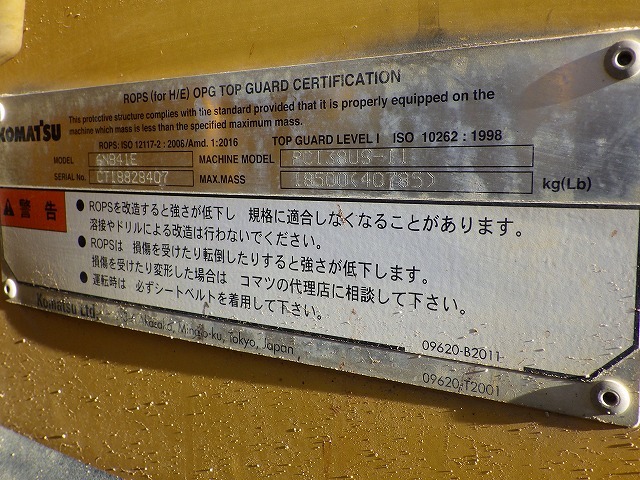 ROPS (for H/E) OPG TOP GUARD CERTIFICATION
KOMATSU
This protective structure complies with the standard provided that it is properly equipped on the
machine which mass is less than the specified maximum mass.
ROPS: ISO 12117-2 : 2008/Amd. 1:2016 TOP GUARD LEVEL I ISO 10262 : 1998
MODEL 6N841E MACHINE MODEL PC138US-11
SERIAL No. CT18828407 MAX.MASS 18500(40785) kg(Lb)
警告
● ROPSを改造すると強さが低下し 規格に適合しなくなることがあります。
溶接やドリルによる改造は行わないでください。
● ROPSは 損傷を受けたり転倒したりすると強さが低下します。
損傷を受けたり変形した場合は コマツの代理店に相談して下さい。
● 運転時は 必ずシートベルトを着用して下さい。
Komatsu Ltd.
Minato-ku, Tokyo, Japan
09620-B2011
09620-T2001